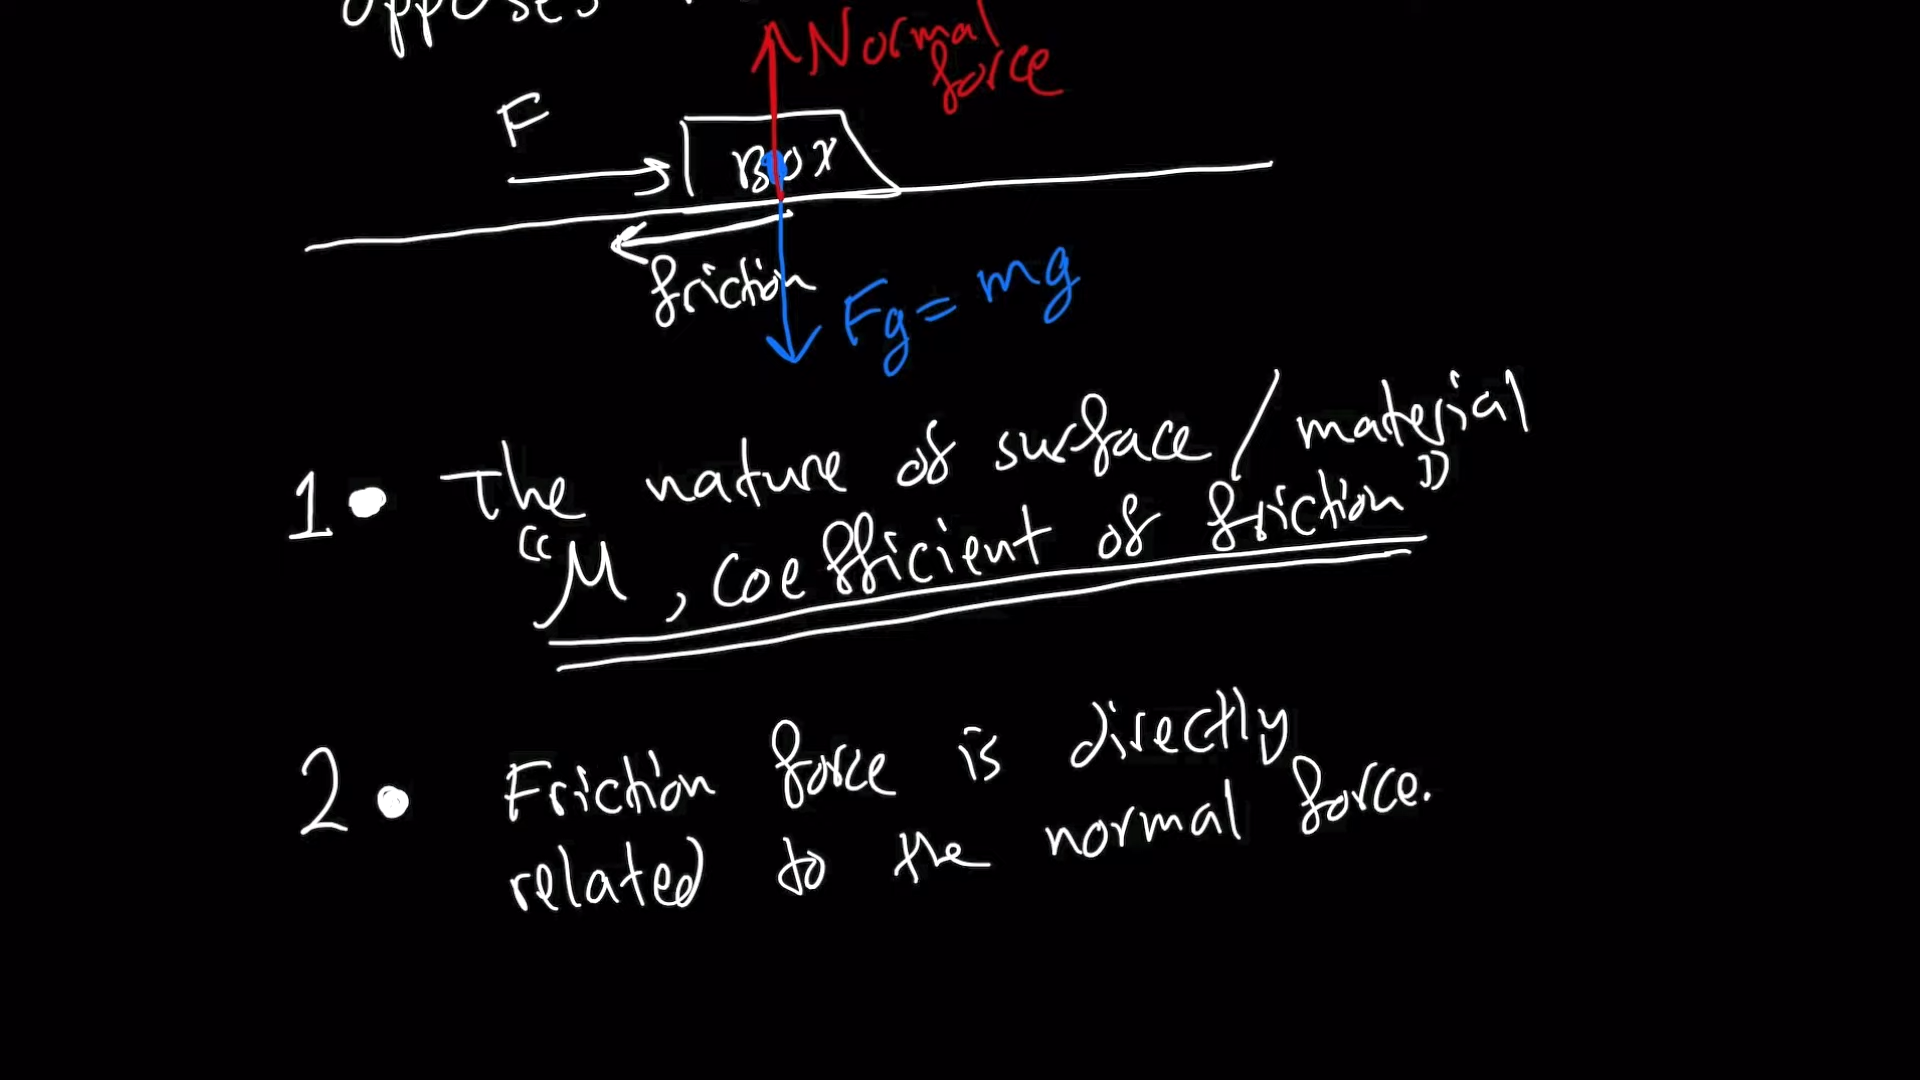 opposes
Normal
force
F
BOX
friction
Fg = mg
1. The nature of surface / material
"μ, coefficient of friction"
2. Friction force is directly
related to the normal force.